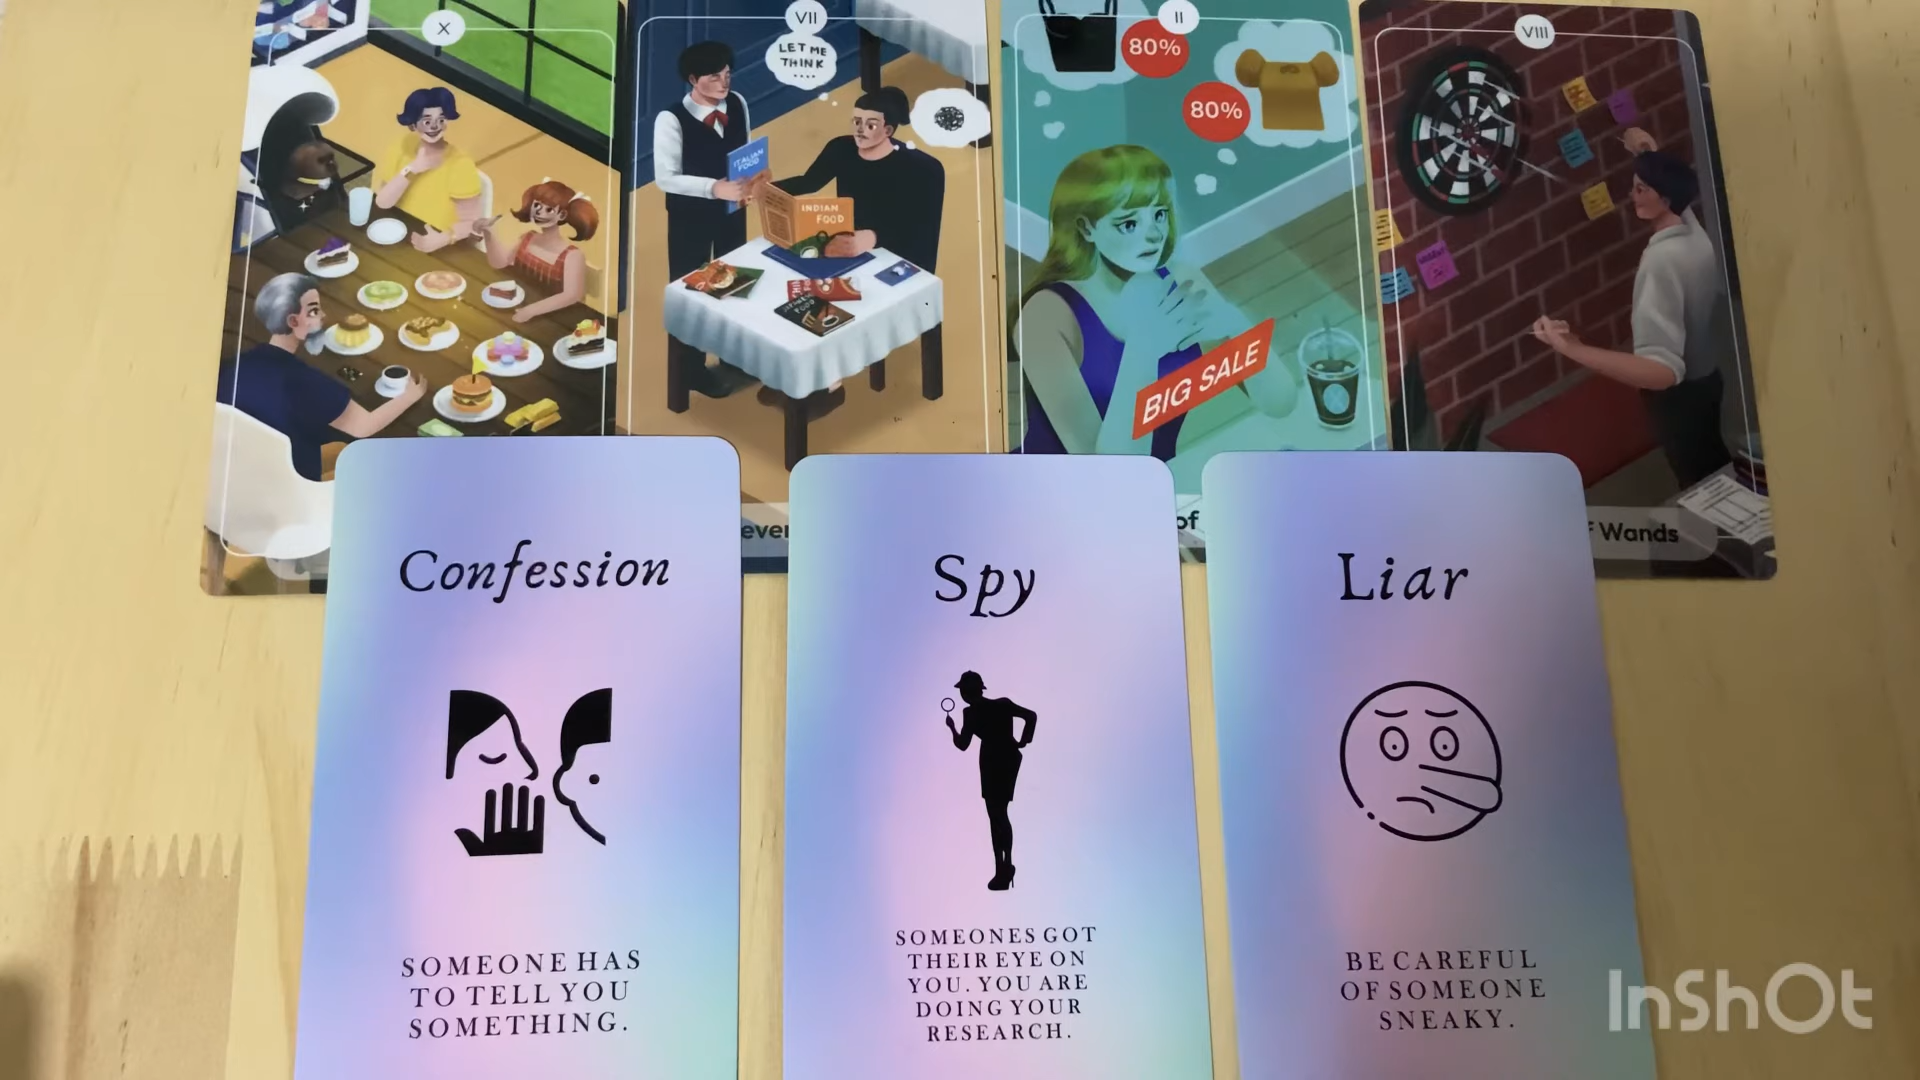 X
VII
LET ME
THINK
....
ITALIAN
FOOD
INDIAN
FOOD
II
80%
80%
BIG SALE
VIII
of
Wands
Confession
SOMEONE HAS
TO TELL YOU
SOMETHING.
Spy
SOMEONES GOT
THEIR EYE ON
YOU. YOU ARE
DOING YOUR
RESEARCH.
Liar
BE CAREFUL
OF SOMEONE
SNEAKY.
InShOt